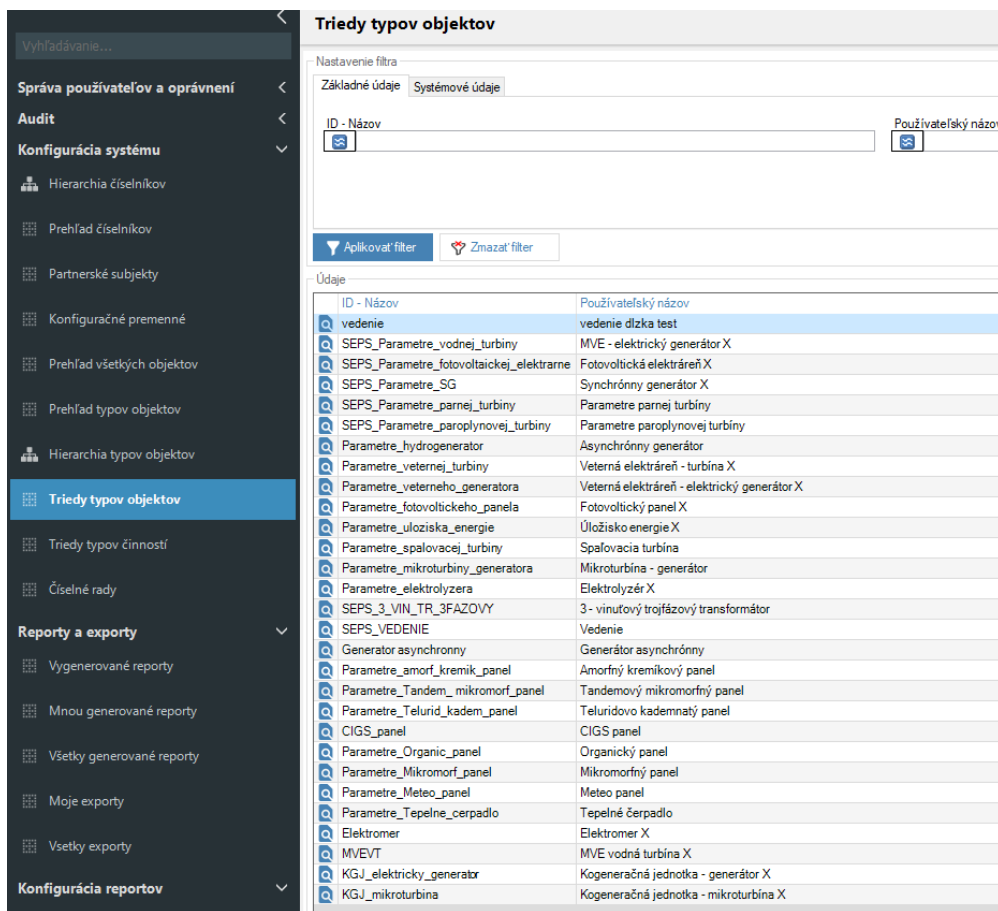 Vyhľadávanie...
Správa používateľov a oprávnení
Audit
Konfigurácia systému
Hierarchia číselníkov
Prehľad číselníkov
Partnerské subjekty
Konfiguračné premenné
Prehľad všetkých objektov
Prehľad typov objektov
Hierarchia typov objektov
Triedy typov objektov
Triedy typov činností
Číselné rady
Reporty a exporty
Vygenerované reporty
Mnou generované reporty
Všetky generované reporty
Moje exporty
Vsetky exporty
Konfigurácia reportov
Triedy typov objektov
Nastavenie filtra
Základné údaje Systémové údaje
ID - Názov Používateľský názov
Aplikovať filter Zmazať filter
Údaje
ID - Názov Používateľský názov
vedenie vedenie dlzka test
SEPS_Parametre_vodnej_turbiny MVE - elektrický generátor X
SEPS_Parametre_fotovoltaickej_elektrarne Fotovoltická elektráreň X
SEPS_Parametre_SG Synchrónny generátor X
SEPS_Parametre_parnej_turbiny Parametre parnej turbíny
SEPS_Parametre_paroplynovej_turbiny Parametre paroplynovej turbíny
Parametre_hydrogenerator Asynchrónny generátor
Parametre_veternej_turbiny Veterná elektráreň - turbína X
Parametre_veterneho_generatora Veterná elektráreň - elektrický generátor X
Parametre_fotovoltickeho_panela Fotovoltický panel X
Parametre_uloziska_energie Úložisko energie X
Parametre_spalovacej_turbiny Spaľovacia turbína
Parametre_mikroturbiny_generatora Mikroturbína - generátor
Parametre_elektrolyzera Elektrolyzér X
SEPS_3_VIN_TR_3FAZOVY 3 - vinuťový trojfázový transformátor
SEPS_VEDENIE Vedenie
Generator asynchronny Generátor asynchrónny
Parametre_amorf_kremik_panel Amorfný kremíkový panel
Parametre_Tandem_ mikromorf_panel Tandemový mikromorfný panel
Parametre_Telurid_kadem_panel Teluridovo kademnatý panel
CIGS_panel CIGS panel
Parametre_Organic_panel Organický panel
Parametre_Mikromorf_panel Mikromorfný panel
Parametre_Meteo_panel Meteo panel
Parametre_Tepelne_cerpadlo Tepelné čerpadlo
Elektromer Elektromer X
MVEVT MVE vodná turbína X
KGJ_elektricky_generator Kogeneračná jednotka - generátor X
KGJ_mikroturbina Kogeneračná jednotka - mikroturbína X